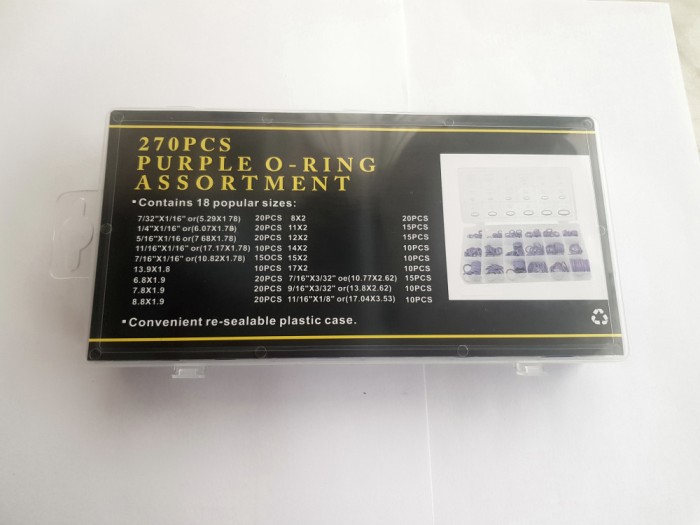 270PCS
PURPLE O-RING
ASSORTMENT
▪Contains 18 popular sizes:
7/32"X1/16" or(5.29X1 78) 20PCS 8X2 20PCS
1/4"X1/16" or(6.07X1.78) 20PCS 11X2 15PCS
5/16"X1/16 or(7 68X1.78) 20PCS 12X2 15PCS
11/16"X1/16" or(17.17X1.78) 10PCS 14X2 10PCS
7/16"X1/16" or(10.82X1.78) 15OCS 15X2 10PCS
13.9X1.8 10PCS 17X2 10PCS
6.8X1.9 20PCS 7/16"X3/32" oe(10.77X2.62) 15PCS
7.8X1.9 20PCS 9/16"X3/32" or(13.8X2.62) 10PCS
8.8X1.9 20PCS 11/16"X1/8" or(17.04X3.53) 10PCS
▪Convenient re-sealable plastic case.